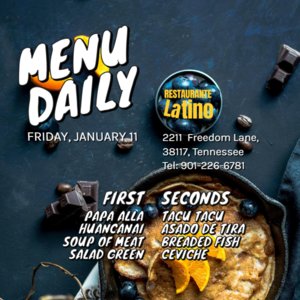 MENU
DAILY
FRIDAY, JANUARY 11
RESTAURANTE
Latino
2211 Freedom Lane,
38117, Tennessee
Tel: 901-226-6781
FIRST
PAPA ALLA
HUANCANAI
SOUP OF MEAT
SALAD GREEN
SECONDS
TACU TACU
ASADO DE TIRA
BREADED FISH
CEVICHE